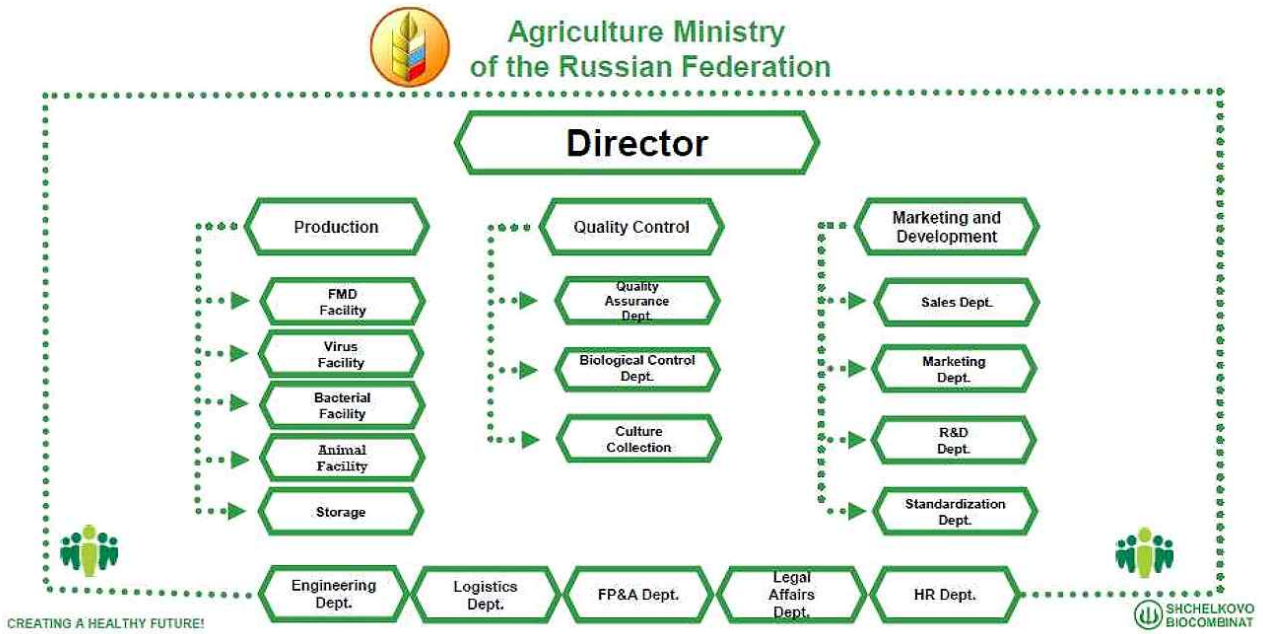 Agriculture Ministry
of the Russian Federation
Director
Production
FMD
Facility
Virus
Facility
Bacterial
Facility
Animal
Facility
Storage
Quality Control
Quality
Assurance
Dept.
Biological Control
Dept.
Culture
Collection
Marketing and
Development
Sales Dept.
Marketing
Dept.
R&D
Dept.
Standardization
Dept.
Engineering
Dept.
Logistics
Dept.
FP&A Dept.
Legal
Affairs
Dept.
HR Dept.
CREATING A HEALTHY FUTURE!
SHCHELKOVO
BIOCOMBINAT